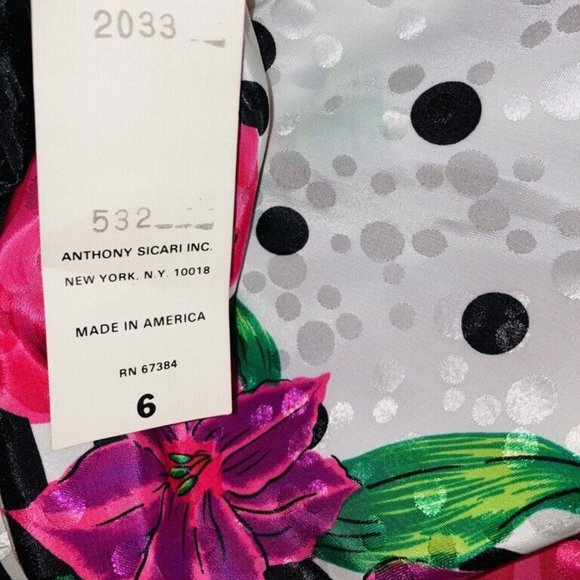 2033
532
ANTHONY SICARI INC.
NEW YORK, N.Y. 10018
MADE IN AMERICA
RN 67384
6